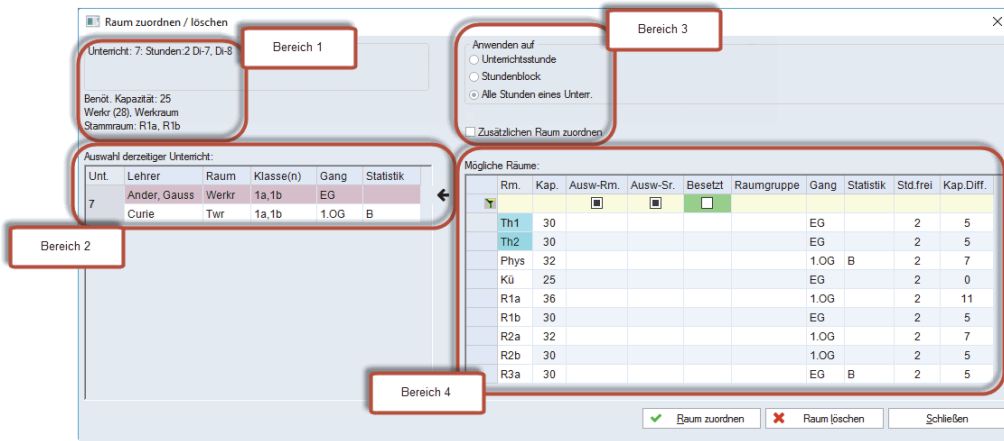 Raum zuordnen / löschen
Bereich 1
Unterricht: 7: Stunden:2 Di-7, Di-8
Benöt. Kapazität: 25
Werkr (28), Werkraum
Stammraum: R1a, R1b
Bereich 3
Anwenden auf
Unterrichtsstunde
Stundenblock
Alle Stunden eines Unterr.
Zusätzlichen Raum zuordnen
Auswahl derzeitiger Unterricht:
Unt. Lehrer Raum Klasse(n) Gang Statistik
7 Ander, Gauss Werkr 1a,1b EG
Curie Twr 1a,1b 1.OG B
Bereich 2
Mögliche Räume:
Rm. Kap. Ausw-Rm. Ausw-Sr. Besetzt Raumgruppe Gang Statistik Std.frei Kap.Diff.
Th1 30 EG 2 5
Th2 30 EG 2 5
Phys 32 1.OG B 2 7
Kü 25 EG 2 0
R1a 36 1.OG 2 11
R1b 30 EG 2 5
R2a 32 1.OG 2 7
R2b 30 1.OG 2 5
R3a 30 EG B 2 5
Bereich 4
Raum zuordnen Raum löschen Schließen